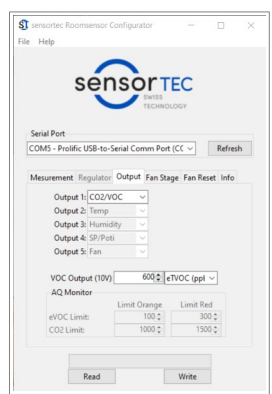 sensortec Roomsensor Configurator
File Help
sensorTEC
SWISS
TECHNOLOGY
Serial Port
COM5 - Prolific USB-to-Serial Comm Port (CC
Refresh
Mesurement Regulator Output Fan Stage Fan Reset Info
Output 1: CO2/VOC
Output 2: Temp
Output 3: Humidity
Output 4: SP/Poti
Output 5: Fan
VOC Output (10V) 600 eTVOC (ppl
AQ Monitor
Limit Orange Limit Red
eVOC Limit: 100 300
CO2 Limit: 1000 1500
Read Write